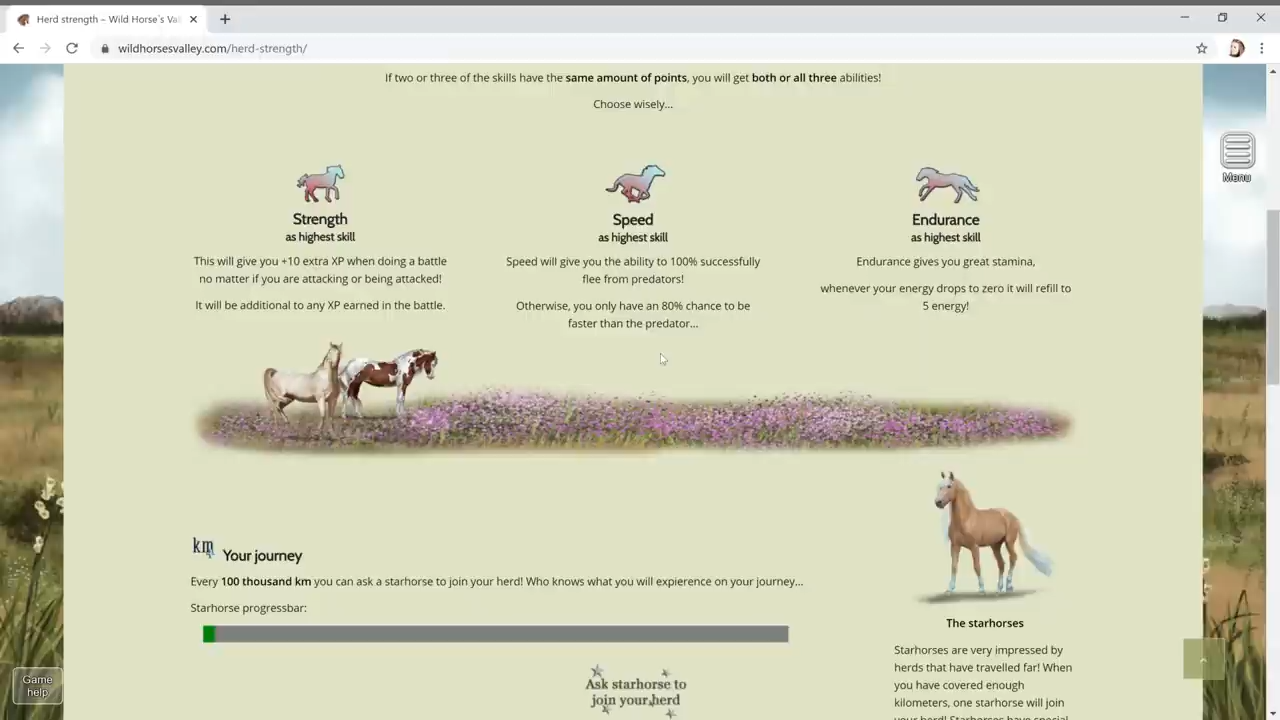 Herd strength – Wild Horse`s Va
wildhorsesvalley.com/herd-strength/
If two or three of the skills have the same amount of points, you will get both or all three abilities!
Choose wisely...
Menu
Strength
as highest skill
This will give you +10 extra XP when doing a battle
no matter if you are attacking or being attacked!
It will be additional to any XP earned in the battle.
Speed
as highest skill
Speed will give you the ability to 100% successfully
flee from predators!
Otherwise, you only have an 80% chance to be
faster than the predator...
Endurance
as highest skill
Endurance gives you great stamina,
whenever your energy drops to zero it will refill to
5 energy!
km
Your journey
Every 100 thousand km you can ask a starhorse to join your herd! Who knows what you will expierence on your journey...
Starhorse progressbar:
Ask starhorse to
join your herd
The starhorses
Starhorses are very impressed by
herds that have travelled far! When
you have covered enough
kilometers, one starhorse will join
your herd! Starhorses have special
Game
help